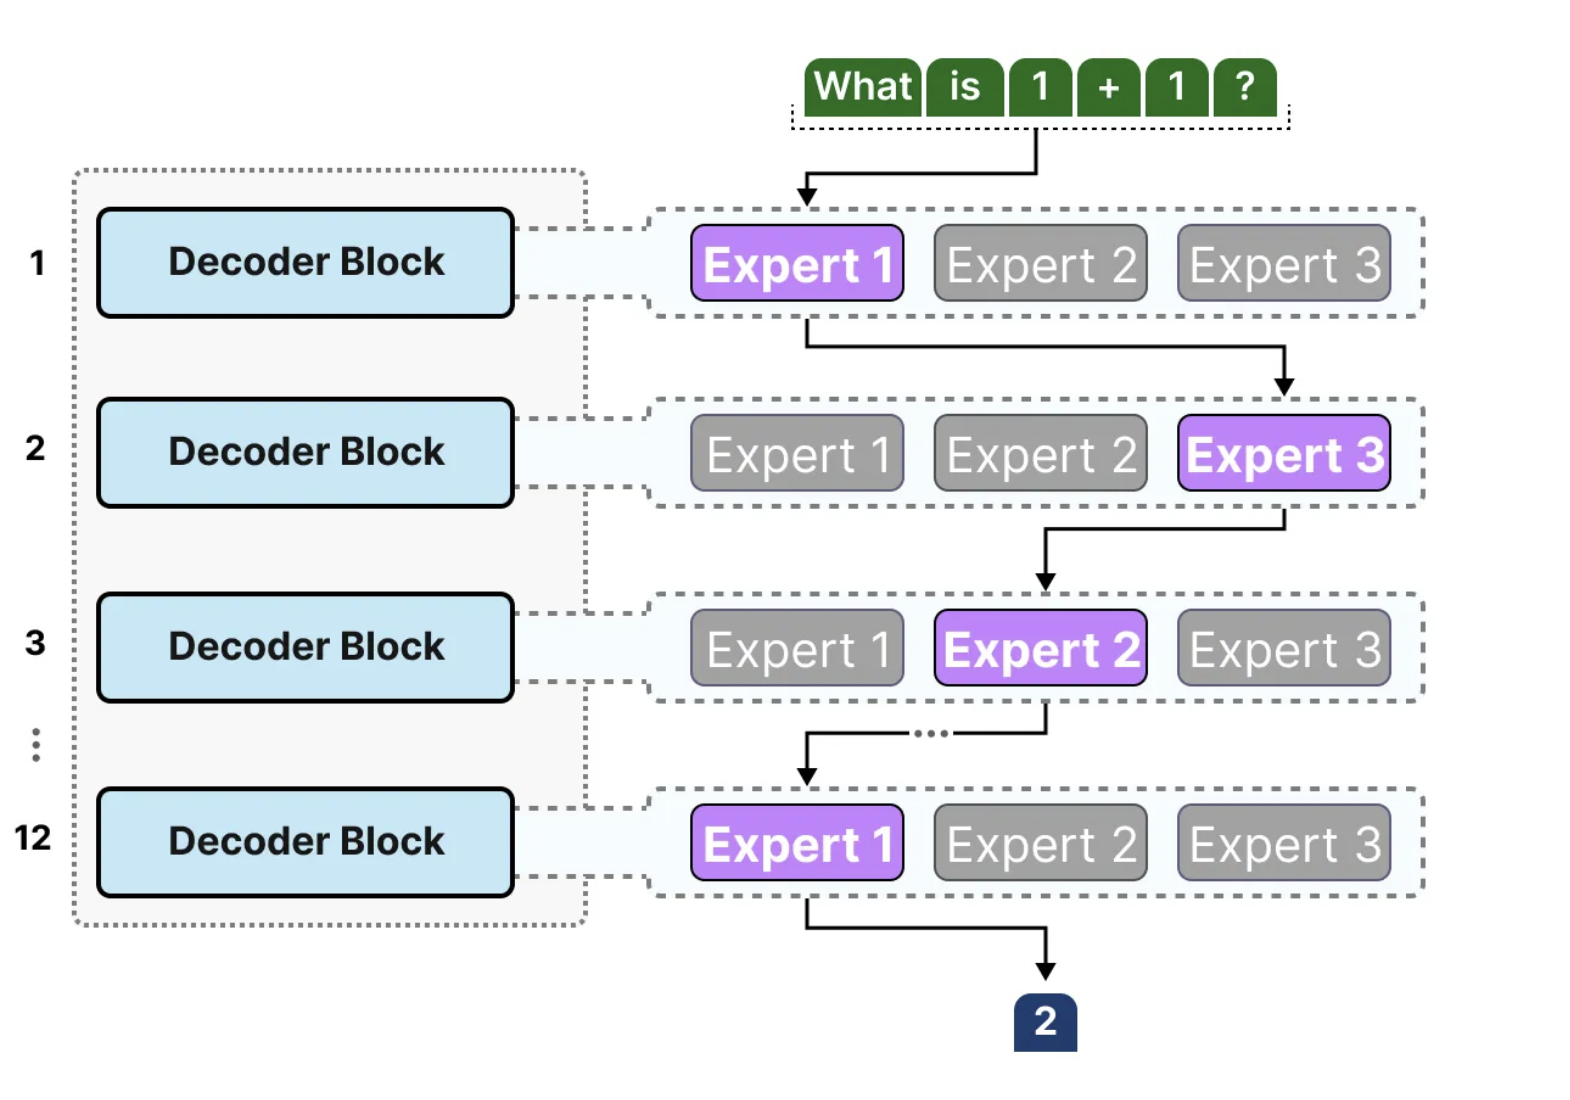 What is 1 + 1 ?
1 Decoder Block Expert 1 Expert 2 Expert 3
2 Decoder Block Expert 1 Expert 2 Expert 3
3 Decoder Block Expert 1 Expert 2 Expert 3
...
12 Decoder Block Expert 1 Expert 2 Expert 3
2